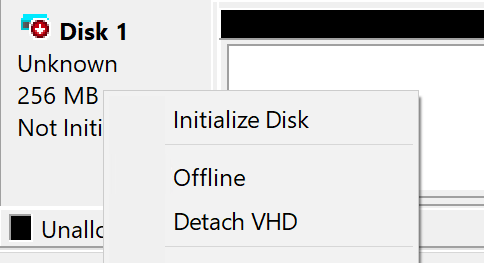 Disk 1
Unknown
256 MB
Not Initi
Initialize Disk
Offline
Detach VHD
Unallo